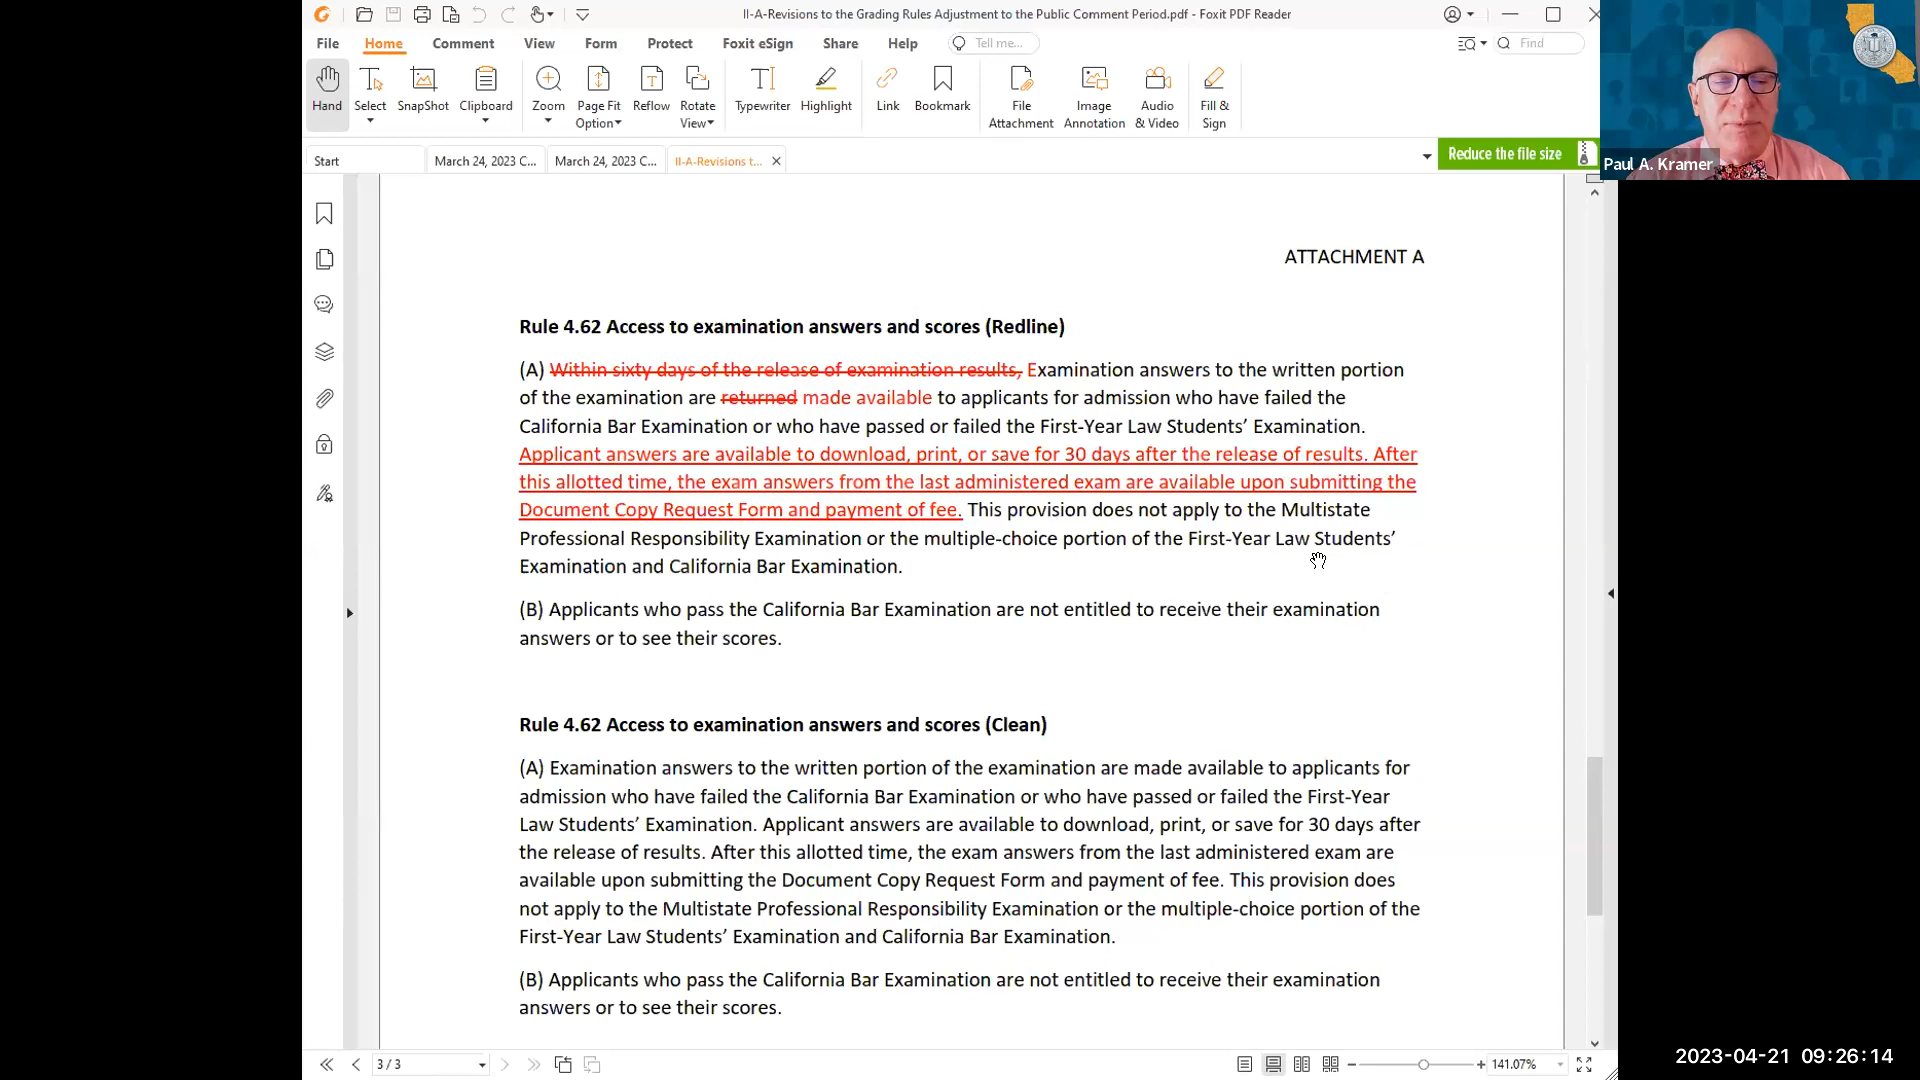 II-A-Revisions to the Grading Rules Adjustment to the Public Comment Period.pdf - Foxit PDF Reader
File Home Comment View Form Protect Foxit eSign Share Help Tell me... Find
Hand Select SnapShot Clipboard Zoom Page Fit Option Reflow Rotate View Typewriter Highlight Link Bookmark File Attachment Image Annotation Audio & Video Fill & Sign
Start March 24, 2023 C... March 24, 2023 C... II-A-Revisions t... Reduce the file size
Paul A. Kramer
ATTACHMENT A
Rule 4.62 Access to examination answers and scores (Redline)
(A) Within sixty days of the release of examination results, Examination answers to the written portion
of the examination are returned made available to applicants for admission who have failed the
California Bar Examination or who have passed or failed the First-Year Law Students’ Examination.
Applicant answers are available to download, print, or save for 30 days after the release of results. After
this allotted time, the exam answers from the last administered exam are available upon submitting the
Document Copy Request Form and payment of fee. This provision does not apply to the Multistate
Professional Responsibility Examination or the multiple-choice portion of the First-Year Law Students’
Examination and California Bar Examination.
(B) Applicants who pass the California Bar Examination are not entitled to receive their examination
answers or to see their scores.
Rule 4.62 Access to examination answers and scores (Clean)
(A) Examination answers to the written portion of the examination are made available to applicants for
admission who have failed the California Bar Examination or who have passed or failed the First-Year
Law Students’ Examination. Applicant answers are available to download, print, or save for 30 days after
the release of results. After this allotted time, the exam answers from the last administered exam are
available upon submitting the Document Copy Request Form and payment of fee. This provision does
not apply to the Multistate Professional Responsibility Examination or the multiple-choice portion of the
First-Year Law Students’ Examination and California Bar Examination.
(B) Applicants who pass the California Bar Examination are not entitled to receive their examination
answers or to see their scores.
3 / 3
141.07%
2023-04-21 09:26:14